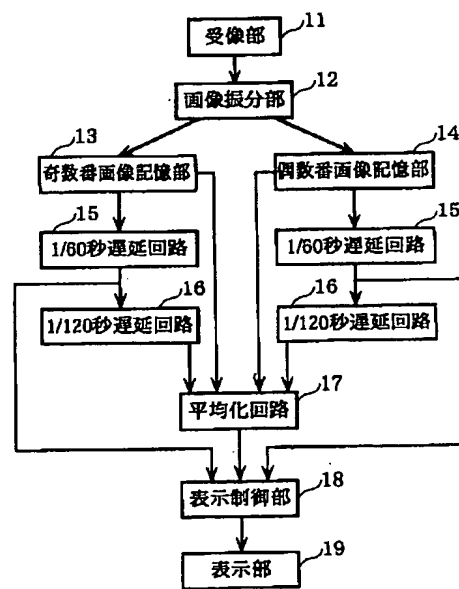 受像部
11
画像振分部
12
13
奇数番画像記憶部
14
偶数番画像記憶部
15
1/60秒遅延回路
15
1/60秒遅延回路
16
1/120秒遅延回路
16
1/120秒遅延回路
平均化回路
17
表示制御部
18
表示部
19